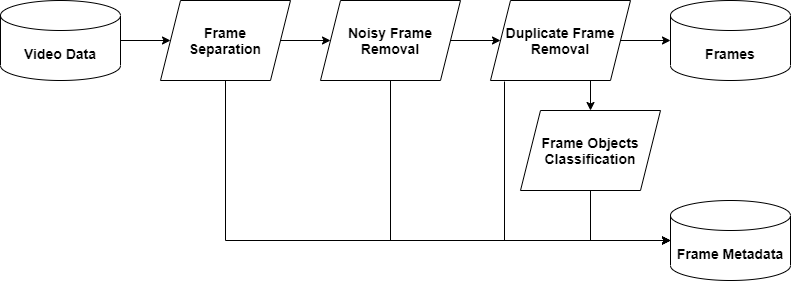 Video Data
Frame
Separation
Noisy Frame
Removal
Duplicate Frame
Removal
Frames
Frame Objects
Classification
Frame Metadata